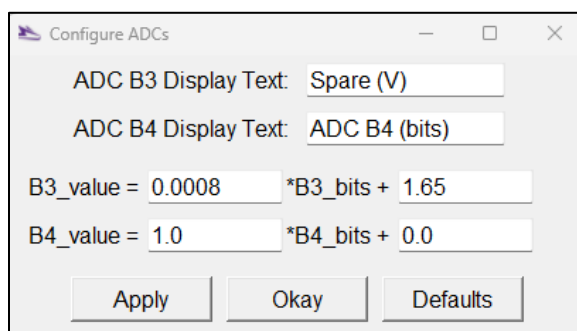 Configure ADCs
ADC B3 Display Text: Spare (V)
ADC B4 Display Text: ADC B4 (bits)
B3_value = 0.0008 *B3_bits + 1.65
B4_value = 1.0 *B4_bits + 0.0
Apply Okay Defaults